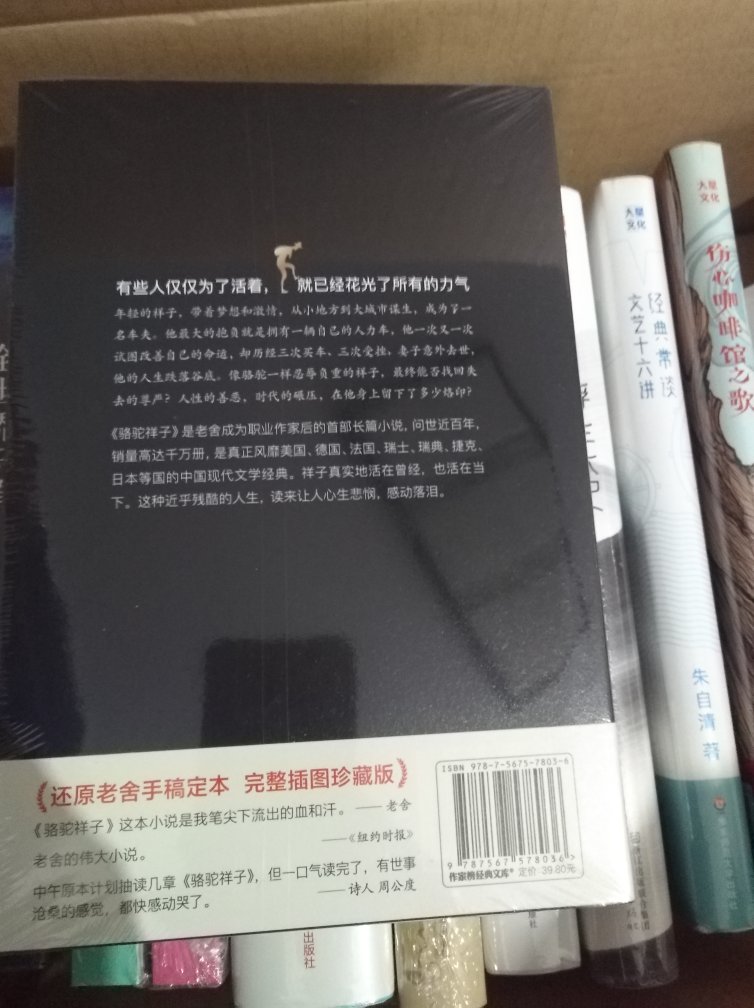 有些人仅仅为了活着，就已经花光了所有的力气
年轻的祥子，带着梦想和激情，从小地方到大城市谋生，成为了一
名车夫。他最大的抱负就是拥有一辆自己的人力车，他一次又一次
试图改善自己的命运，却历经三次买车、三次受挫，妻子意外去世，
他的人生跌落谷底。像骆驼一样忍辱负重的祥子，最终能否找回失
去的尊严？人性的善恶，时代的碾压，在他身上留下了多少烙印？
《骆驼祥子》是老舍成为职业作家后的首部长篇小说，问世近百年，
销量高达千万册，是真正风靡美国、德国、法国、瑞士、瑞典、捷克、
日本等国的中国现代文学经典。祥子真实地活在曾经，也活在当
下。这种近乎残酷的人生，读来让人心生悲悯，感动落泪。
还原老舍手稿定本 完整插图珍藏版
《骆驼祥子》这本小说是我笔尖下流出的血和汗。——老舍
老舍的伟大小说。——《纽约时报》
中午原本计划抽读几章《骆驼祥子》，但一口气读完了，有世事
沧桑的感觉，都快感动哭了。——诗人 周公度
ISBN 978-7-5675-7803-6
9 787567 578036 >
作家榜经典文库® 定价 39.80元
大星文化
经典常谈
文艺十六讲
朱自清 著
大星文化
伤心咖啡馆之歌
出版社
出版社